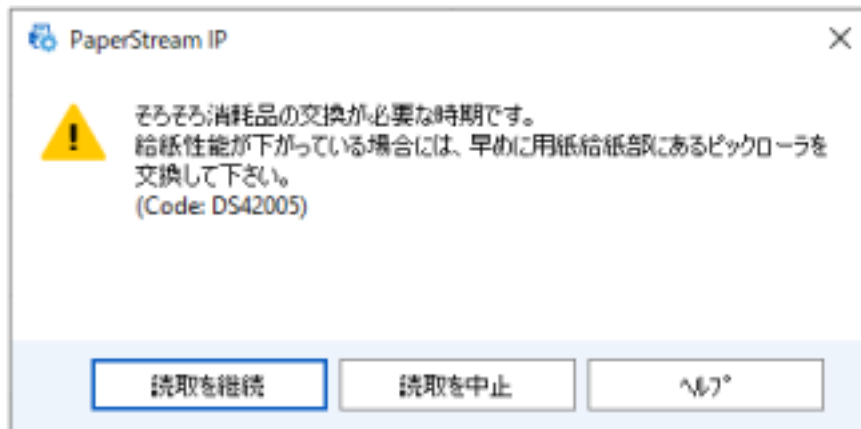 PaperStream IP
そろそろ消耗品の交換が必要な時期です。
給紙性能が下がっている場合には、早めに用紙給紙部にあるピックローラを
交換して下さい。
(Code: DS42005)
読取を継続
読取を中止
ﾍﾙﾌﾟ